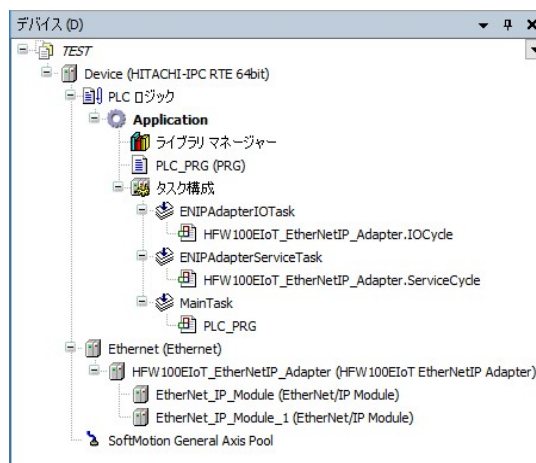 デバイス (D)
TEST
Device (HITACHI-IPC RTE 64bit)
PLC ロジック
Application
ライブラリ マネージャー
PLC_PRG (PRG)
タスク構成
ENIPAdapterIOTask
HFW100EIoT_EtherNetIP_Adapter.IOCycle
ENIPAdapterServiceTask
HFW100EIoT_EtherNetIP_Adapter.ServiceCycle
MainTask
PLC_PRG
Ethernet (Ethernet)
HFW100EIoT_EtherNetIP_Adapter (HFW100EIoT EtherNetIP Adapter)
EtherNet_IP_Module (EtherNet/IP Module)
EtherNet_IP_Module_1 (EtherNet/IP Module)
SoftMotion General Axis Pool